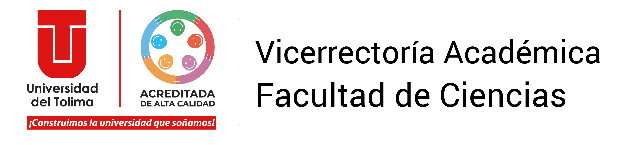 Universidad
del Tolima
¡Construimos la universidad que soñamos!
ACREDITADA
DE ALTA CALIDAD
Vicerrectoría Académica
Facultad de Ciencias